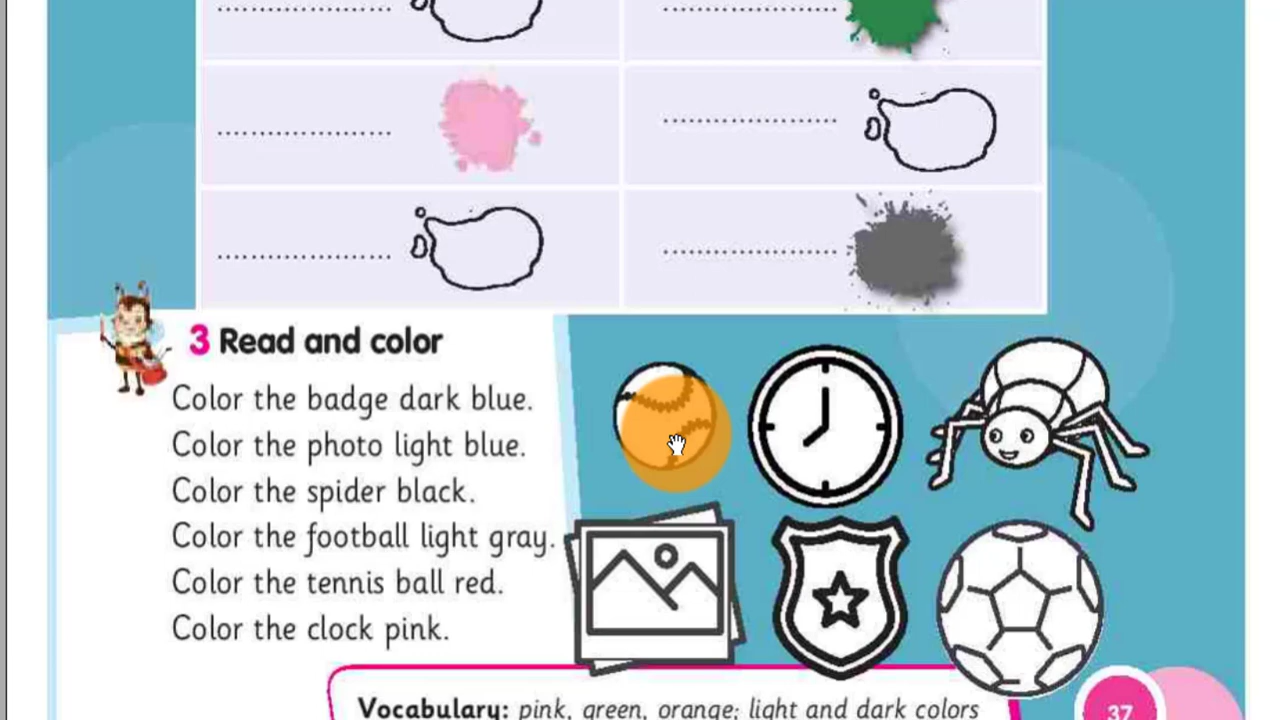 3 Read and color
Color the badge dark blue.
Color the photo light blue.
Color the spider black.
Color the football light gray.
Color the tennis ball red.
Color the clock pink.
Vocabulary: pink, green, orange; light and dark colors
37